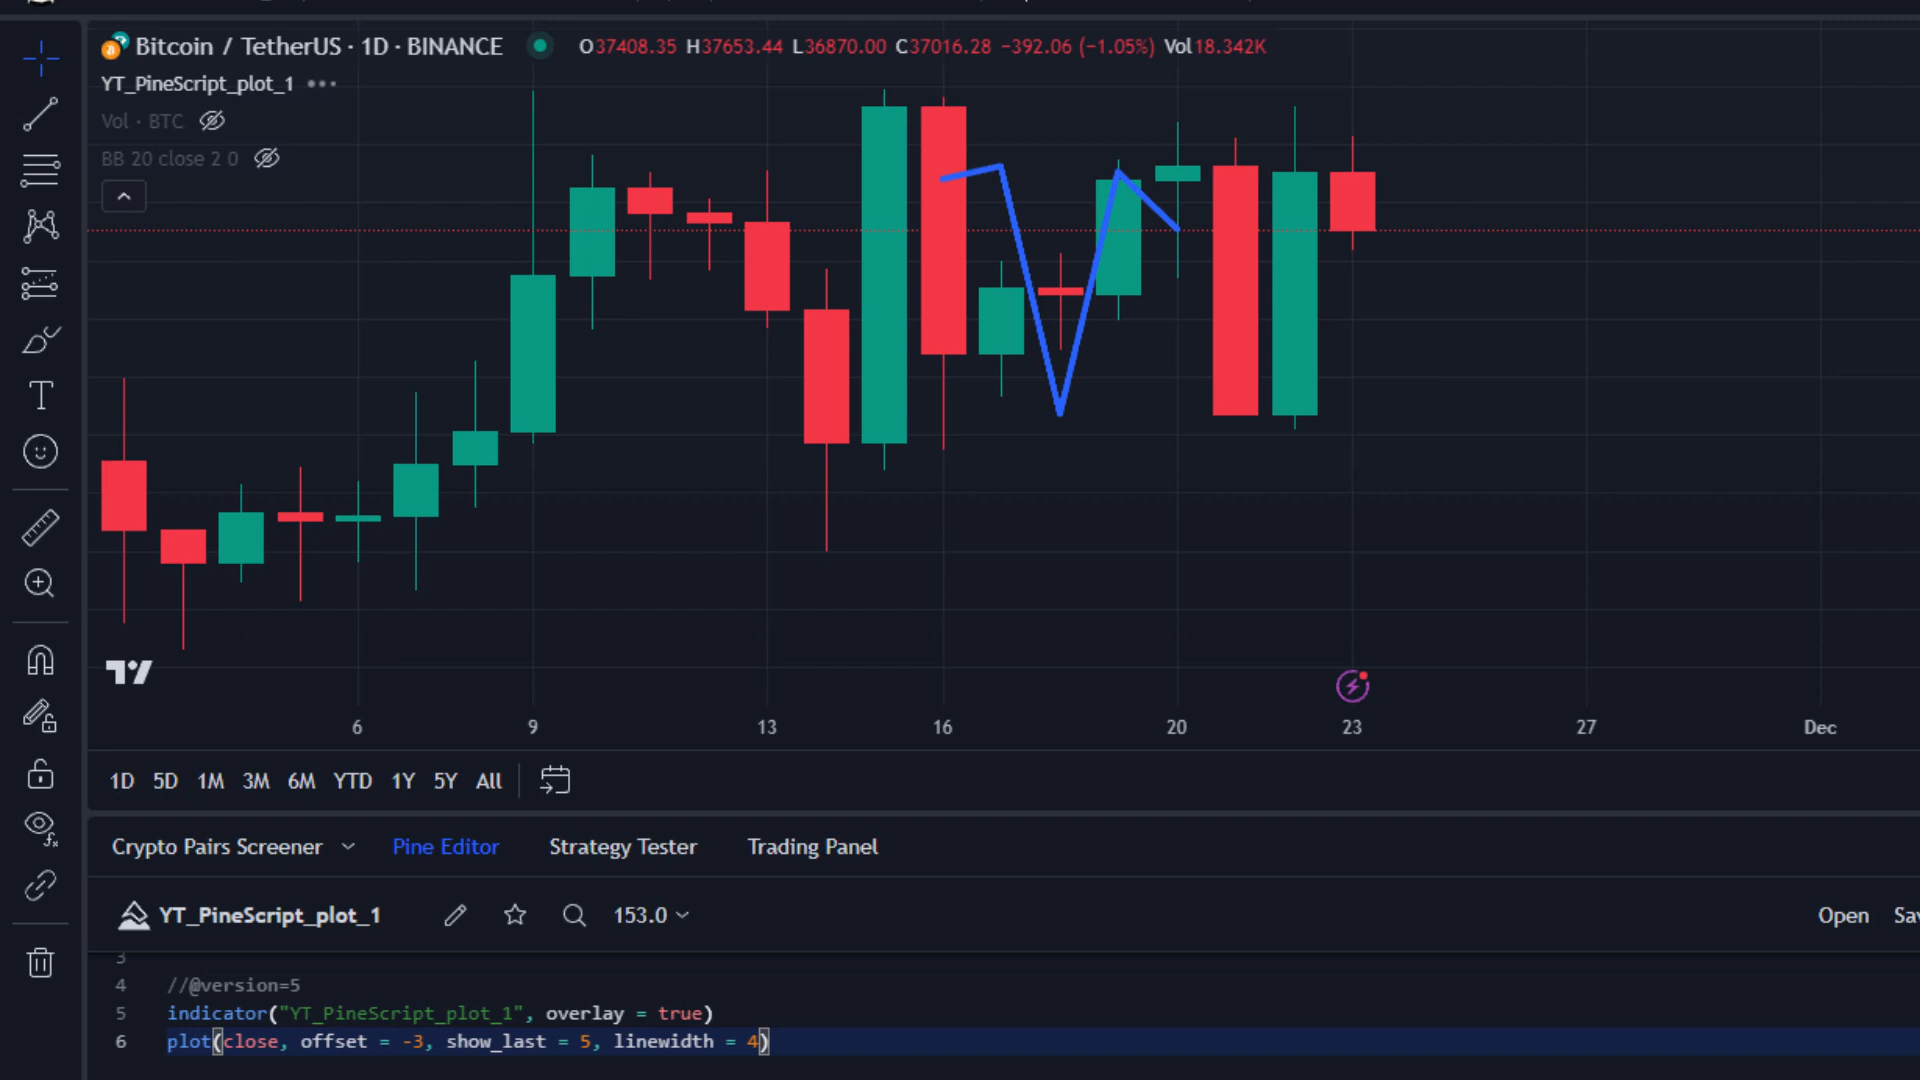 Bitcoin / TetherUS · 1D · BINANCE O37408.35 H37653.44 L36870.00 C37016.28 −392.06 (−1.05%) Vol18.342K
YT_PineScript_plot_1
Vol · BTC
BB 20 close 2 0
6 9 13 16 20 23 27 Dec
1D 5D 1M 3M 6M YTD 1Y 5Y All
Crypto Pairs Screener Pine Editor Strategy Tester Trading Panel
YT_PineScript_plot_1 153.0 Open Sav
3
4 //@version=5
5 indicator("YT_PineScript_plot_1", overlay = true)
6 plot(close, offset = -3, show_last = 5, linewidth = 4)